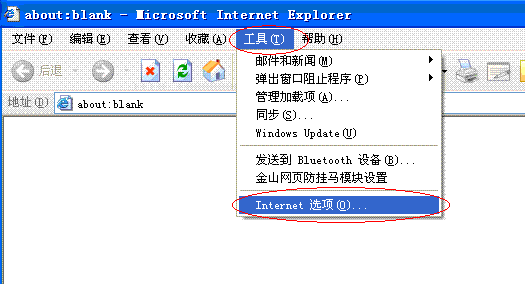 about:blank - Microsoft Internet Explorer
文件(F) 编辑(E) 查看(V) 收藏(A) 工具(T) 帮助(H)
后退
地址(D) about:blank
邮件和新闻(M)
弹出窗口阻止程序(P)
管理加载项(A)...
同步(S)...
Windows Update(U)
发送到 Bluetooth 设备(B)...
金山网页防挂马模块设置
Internet 选项(O)...